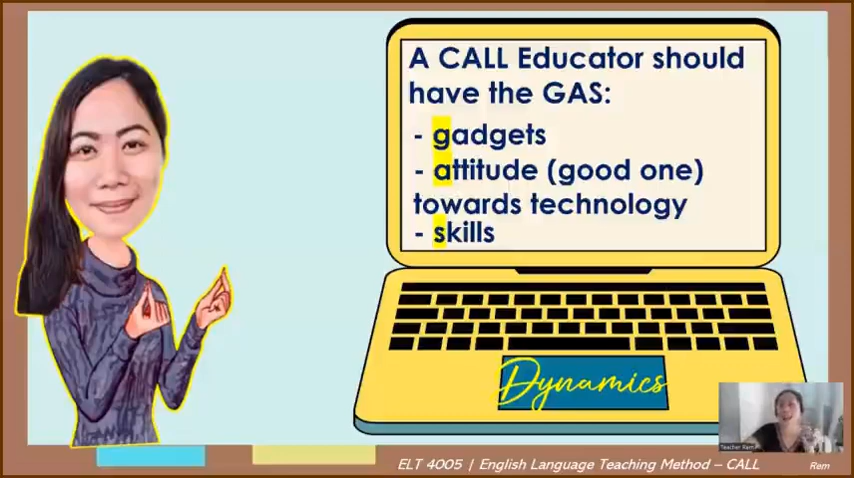 A CALL Educator should
have the GAS:
- gadgets
- attitude (good one)
towards technology
- skills
Dynamics
ELT 4005 | English Language Teaching Method – CALL
Rem